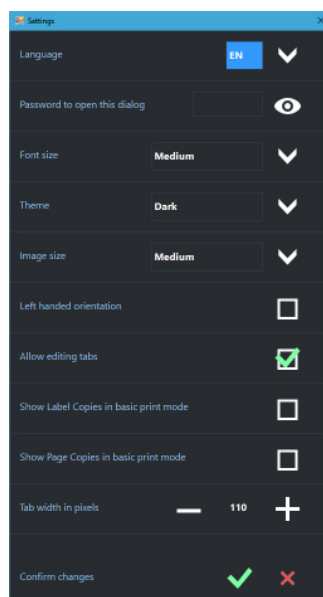 Settings
Language EN
Password to open this dialog
Font size Medium
Theme Dark
Image size Medium
Left handed orientation
Allow editing tabs
Show Label Copies in basic print mode
Show Page Copies in basic print mode
Tab width in pixels 110
Confirm changes